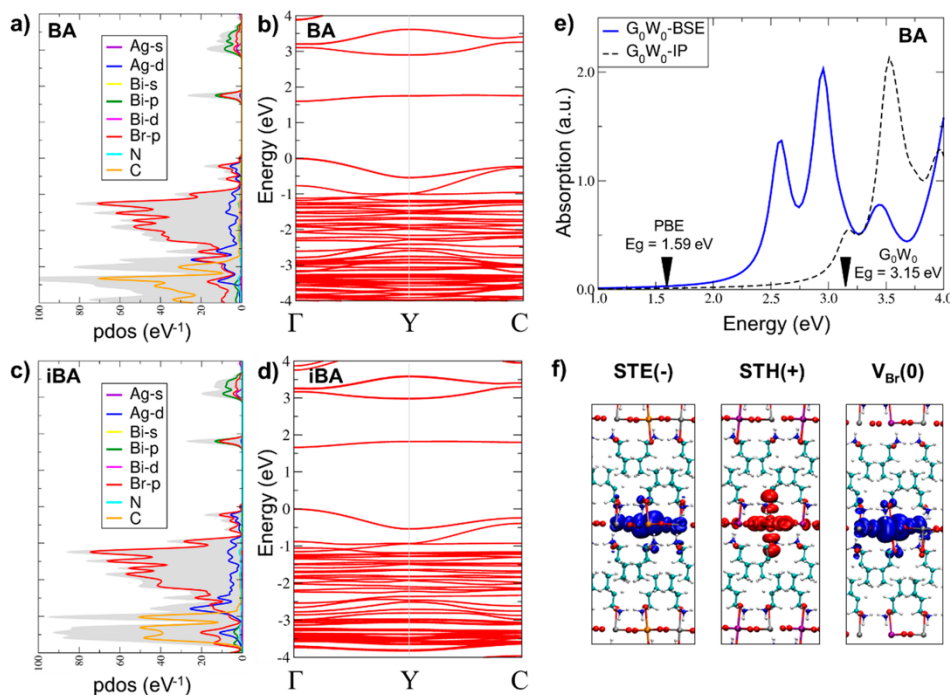 a) BA
Ag-s
Ag-d
Bi-s
Bi-p
Bi-d
Br-p
N
C
100 80 60 40 20 0
pdos (eV⁻¹)
b) BA
Energy (eV)
4
3
2
1
0
-1
-2
-3
-4
Γ Y C
e) BA
G₀W₀-BSE
G₀W₀-IP
Absorption (a.u.)
2.0
1.0
0.0
PBE
Eg = 1.59 eV
G₀W₀
Eg = 3.15 eV
1.0 1.5 2.0 2.5 3.0 3.5 4.0
Energy (eV)
c) iBA
Ag-s
Ag-d
Bi-s
Bi-p
Bi-d
Br-p
N
C
100 80 60 40 20 0
pdos (eV⁻¹)
d) iBA
Energy (eV)
4
3
2
1
0
-1
-2
-3
-4
Γ Y C
f)
STE(-) STH(+) V_Br(0)